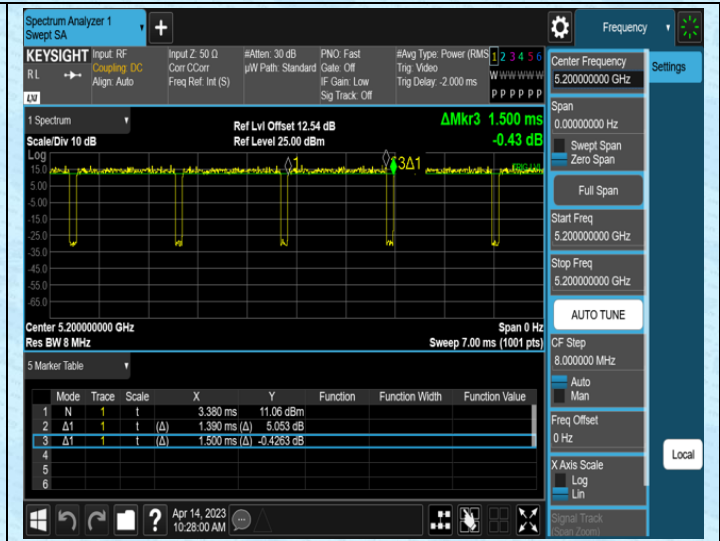 Spectrum Analyzer 1
Swept SA
+
Frequency
KEYSIGHT
RL
LXI
Input: RF
Coupling: DC
Align: Auto
Input Z: 50 Ω
Corr CCorr
Freq Ref: Int (S)
#Atten: 30 dB
µW Path: Standard
PNO: Fast
Gate: Off
IF Gain: Low
Sig Track: Off
#Avg Type: Power (RMS)
Trig: Video
Trig Delay: -2.000 ms
1 2 3 4 5 6
W W W W W W
P P P P P P
Center Frequency
5.200000000 GHz
Settings
Span
0.00000000 Hz
Swept Span
Zero Span
Full Span
Start Freq
5.200000000 GHz
Stop Freq
5.200000000 GHz
AUTO TUNE
CF Step
8.000000 MHz
Auto
Man
Freq Offset
0 Hz
X Axis Scale
Log
Lin
Signal Track
(Span Zoom)
Local
1 Spectrum
Scale/Div 10 dB
Ref Lvl Offset 12.54 dB
Ref Level 25.00 dBm
ΔMkr3 1.500 ms
-0.43 dB
Log
15.0
5.00
-5.00
-15.0
-25.0
-35.0
-45.0
-55.0
-65.0
1
3Δ1
TRIG LVL
Center 5.200000000 GHz
Span 0 Hz
Res BW 8 MHz
Sweep 7.00 ms (1001 pts)
5 Marker Table
Mode Trace Scale X Y Function Function Width Function Value
1 N 1 t 3.380 ms 11.06 dBm
2 Δ1 1 t (Δ) 1.390 ms (Δ) 5.053 dB
3 Δ1 1 t (Δ) 1.500 ms (Δ) -0.4263 dB
4
5
6
?
Apr 14, 2023
10:28:00 AM